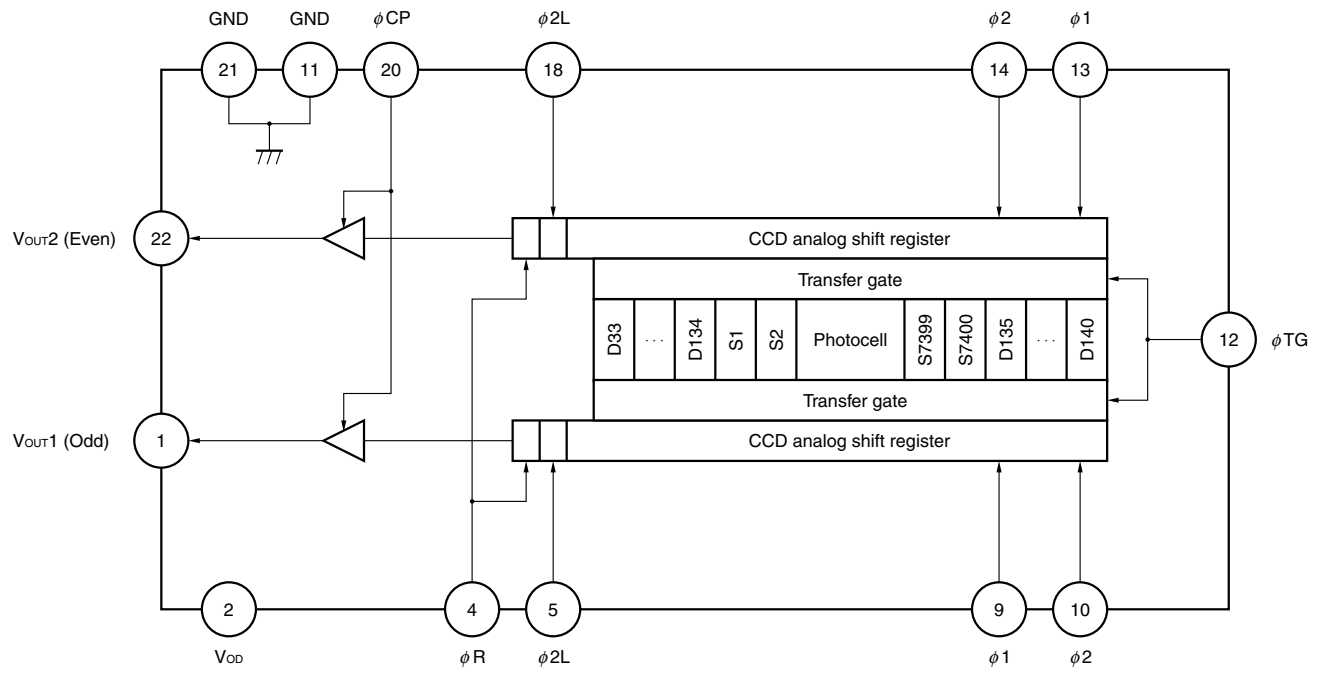 GND GND φCP φ2L φ2 φ1
21 11 20 18 14 13
VOUT2 (Even) 22 CCD analog shift register
Transfer gate
D33 ... D134 S1 S2 Photocell S7399 S7400 D135 ... D140
12 φTG
Transfer gate
VOUT1 (Odd) 1 CCD analog shift register
2 4 5 9 10
VOD φR φ2L φ1 φ2